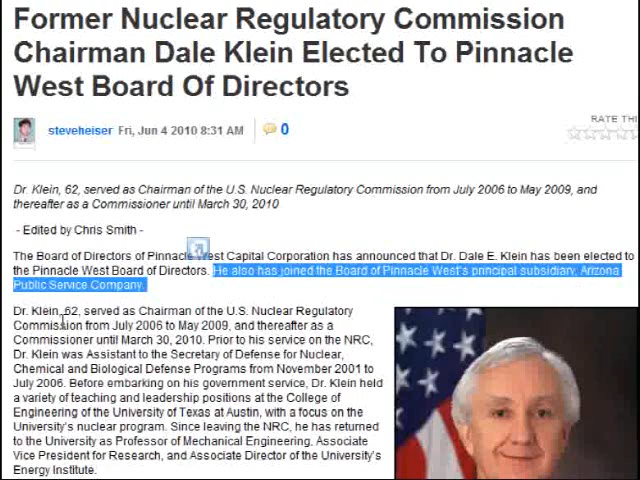 Former Nuclear Regulatory Commission
Chairman Dale Klein Elected To Pinnacle
West Board Of Directors
steveheiser Fri, Jun 4 2010 8:31 AM 0
RATE THI
Dr. Klein, 62, served as Chairman of the U.S. Nuclear Regulatory Commission from July 2006 to May 2009, and
thereafter as a Commissioner until March 30, 2010
- Edited by Chris Smith -
The Board of Directors of Pinnacle West Capital Corporation has announced that Dr. Dale E. Klein has been elected to
the Pinnacle West Board of Directors. He also has joined the Board of Pinnacle West's principal subsidiary, Arizona
Public Service Company.
Dr. Klein, 62, served as Chairman of the U.S. Nuclear Regulatory
Commission from July 2006 to May 2009, and thereafter as a
Commissioner until March 30, 2010. Prior to his service on the NRC,
Dr. Klein was Assistant to the Secretary of Defense for Nuclear,
Chemical and Biological Defense Programs from November 2001 to
July 2006. Before embarking on his government service, Dr. Klein held
a variety of teaching and leadership positions at the College of
Engineering of the University of Texas at Austin, with a focus on the
University's nuclear program. Since leaving the NRC, he has returned
to the University as Professor of Mechanical Engineering, Associate
Vice President for Research, and Associate Director of the University's
Energy Institute.